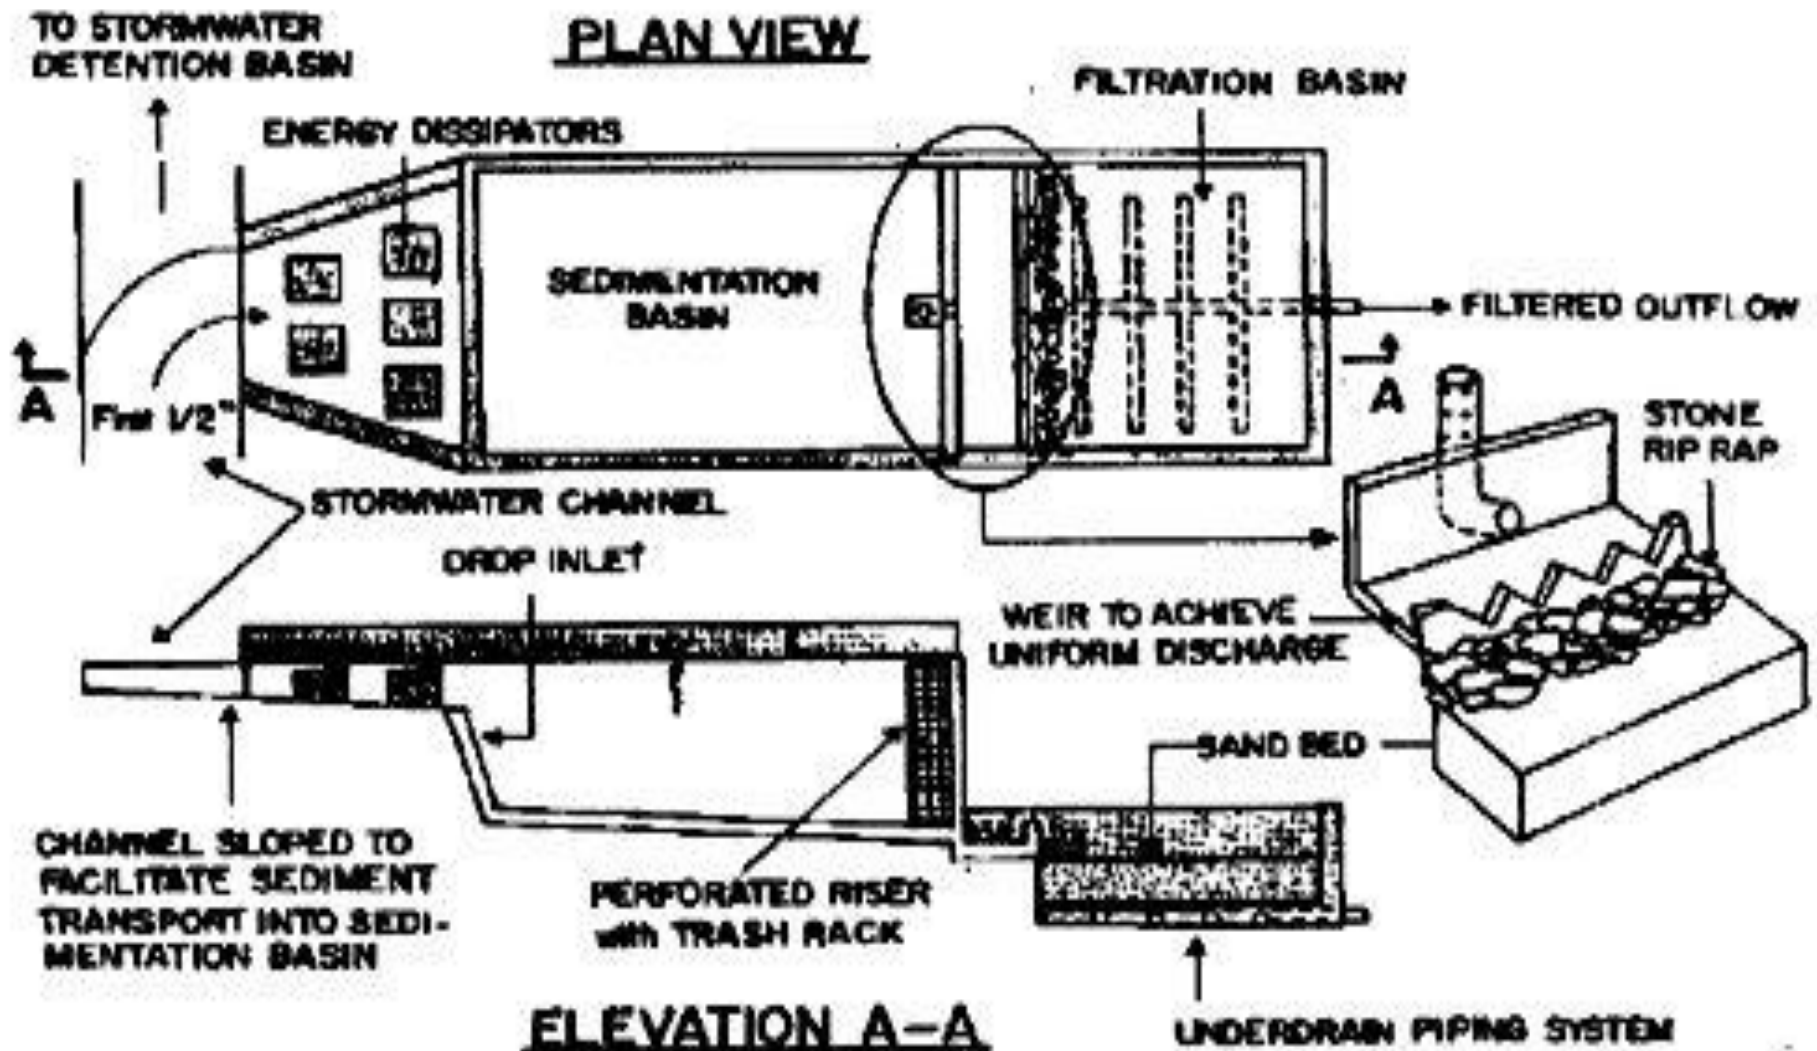 TO STORMWATER
DETENTION BASIN
PLAN VIEW
FILTRATION BASIN
ENERGY DISSIPATORS
SEDIMENTATION
BASIN
FILTERED OUTFLOW
A
A
First 1/2"
STONE
RIP RAP
STORMWATER CHANNEL
DROP INLET
WEIR TO ACHIEVE
UNIFORM DISCHARGE
SAND BED
CHANNEL SLOPED TO
FACILITATE SEDIMENT
TRANSPORT INTO SEDI-
MENTATION BASIN
PERFORATED RISER
with TRASH RACK
ELEVATION A-A
UNDERDRAIN PIPING SYSTEM